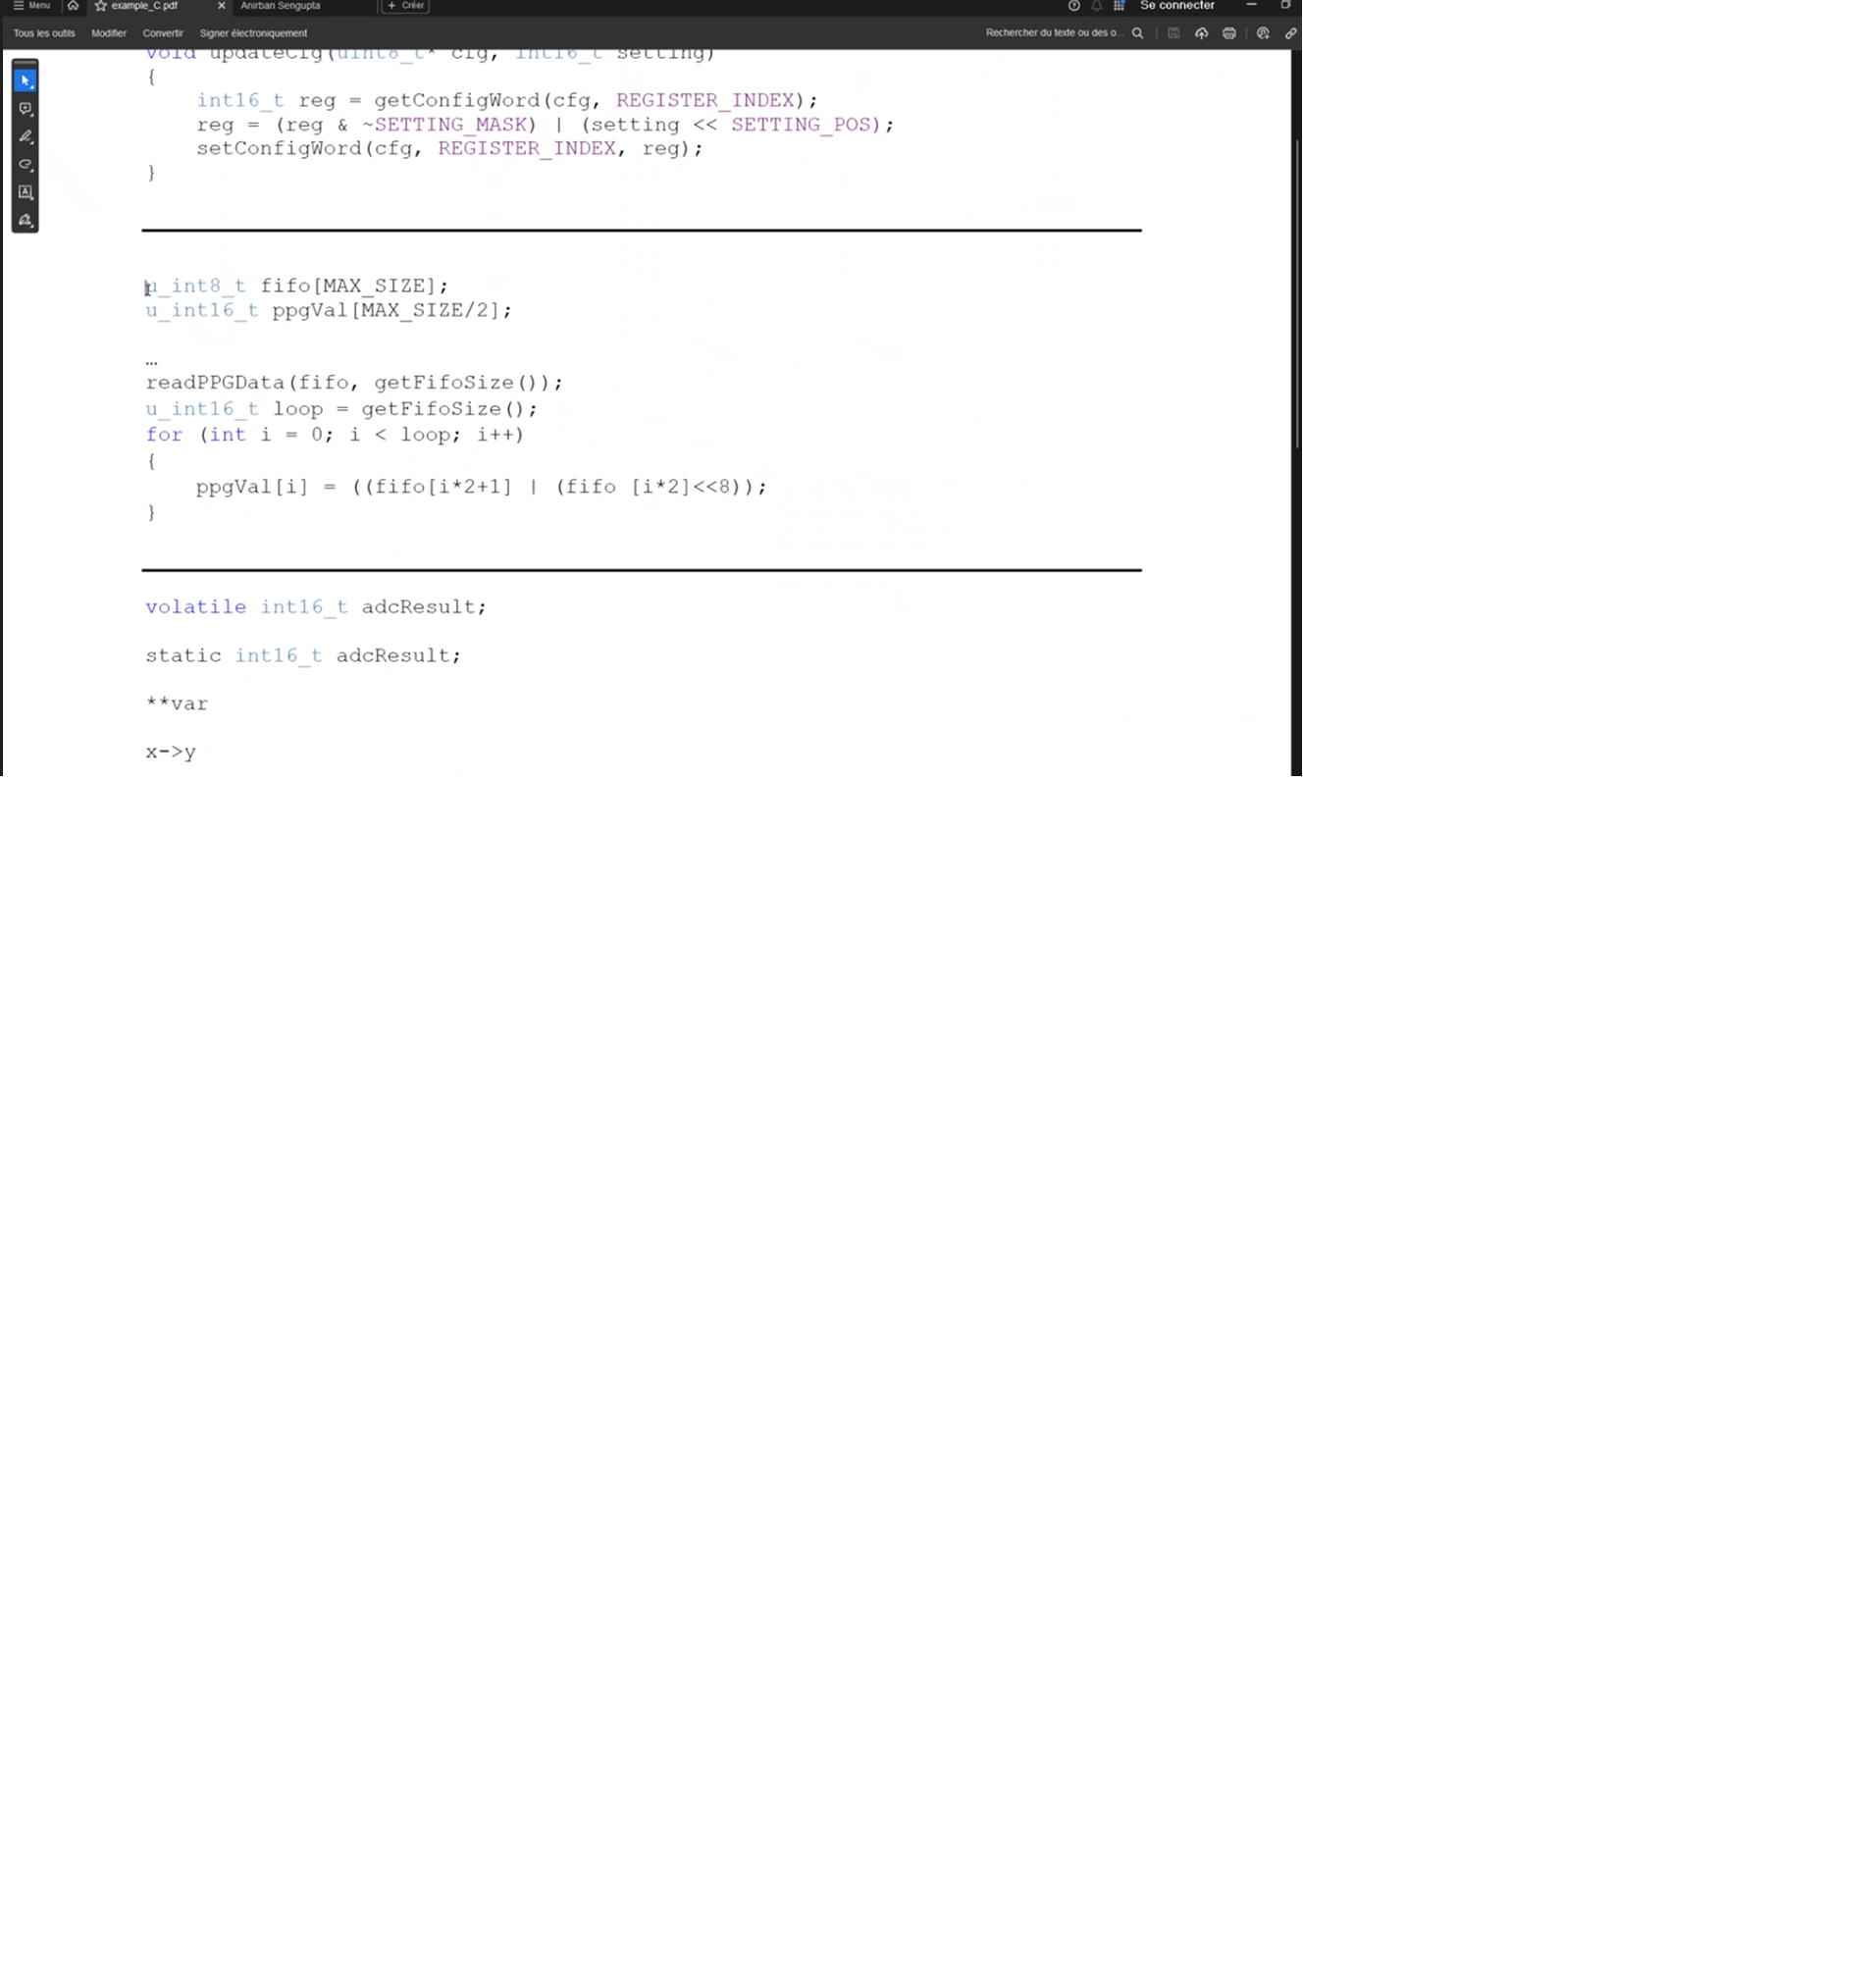 Menu example_C.pdf Anirban Sengupta + Créer Se connecter
Tous les outils Modifier Convertir Signer électroniquement Rechercher du texte ou des o...
void updateCfg(uint8_t* cfg, int16_t setting)
{
int16_t reg = getConfigWord(cfg, REGISTER_INDEX);
reg = (reg & ~SETTING_MASK) | (setting << SETTING_POS);
setConfigWord(cfg, REGISTER_INDEX, reg);
}
u_int8_t fifo[MAX_SIZE];
u_int16_t ppgVal[MAX_SIZE/2];
…
readPPGData(fifo, getFifoSize());
u_int16_t loop = getFifoSize();
for (int i = 0; i < loop; i++)
{
ppgVal[i] = ((fifo[i*2+1] | (fifo [i*2]<<8));
}
volatile int16_t adcResult;
static int16_t adcResult;
**var
x->y